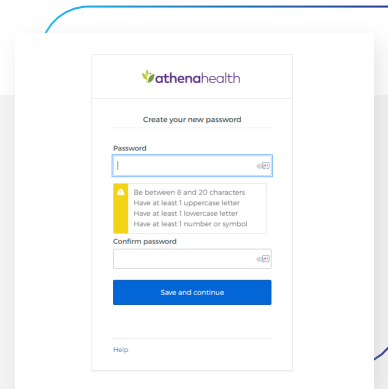 athenahealth
Create your new password
Password
Be between 8 and 20 characters
Have at least 1 uppercase letter
Have at least 1 lowercase letter
Have at least 1 number or symbol
Confirm password
Save and continue
Help